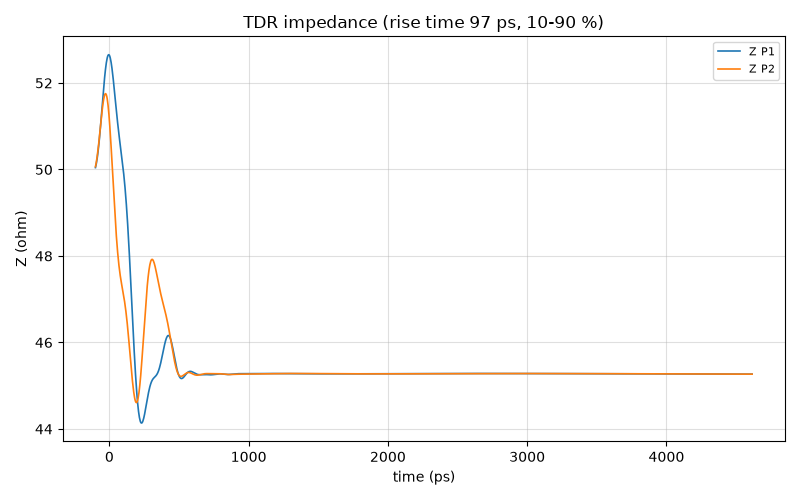 TDR impedance (rise time 97 ps, 10-90 %)
Z P1
Z P2
52
50
48
46
44
Z (ohm)
0 1000 2000 3000 4000
time (ps)